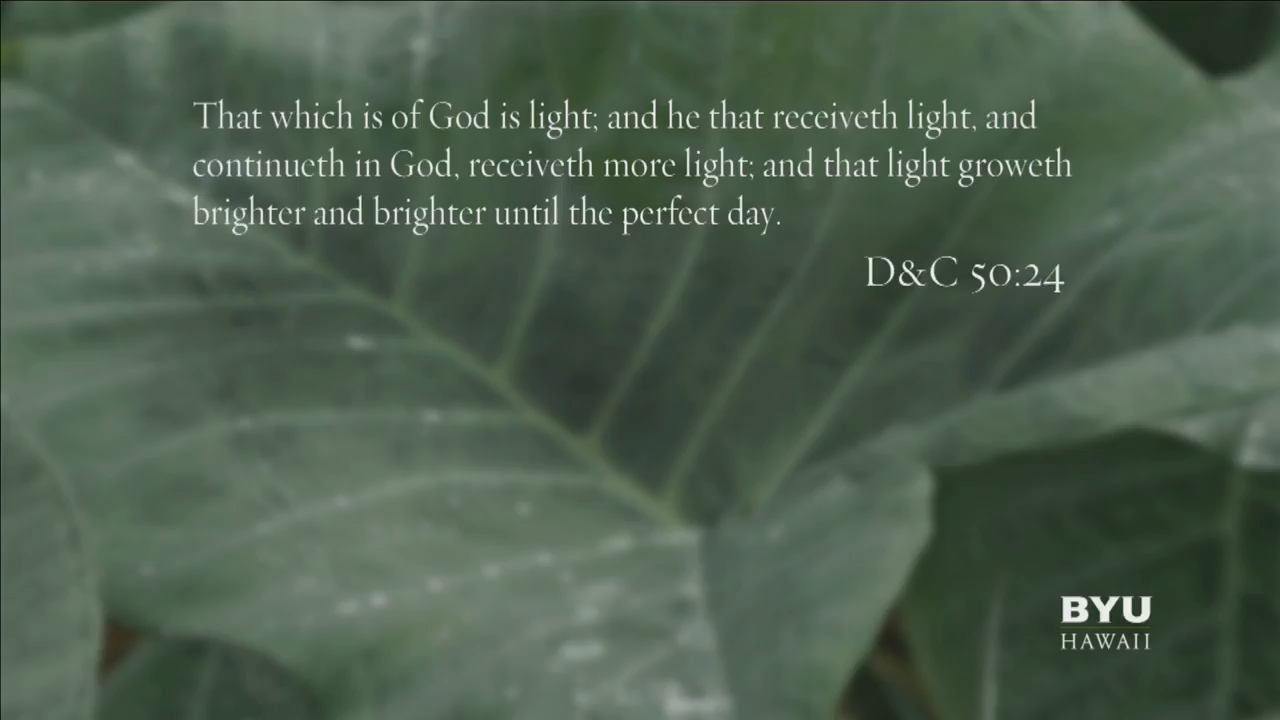 That which is of God is light; and he that receiveth light, and
continueth in God, receiveth more light; and that light groweth
brighter and brighter until the perfect day.
D&C 50:24
BYU
HAWAII